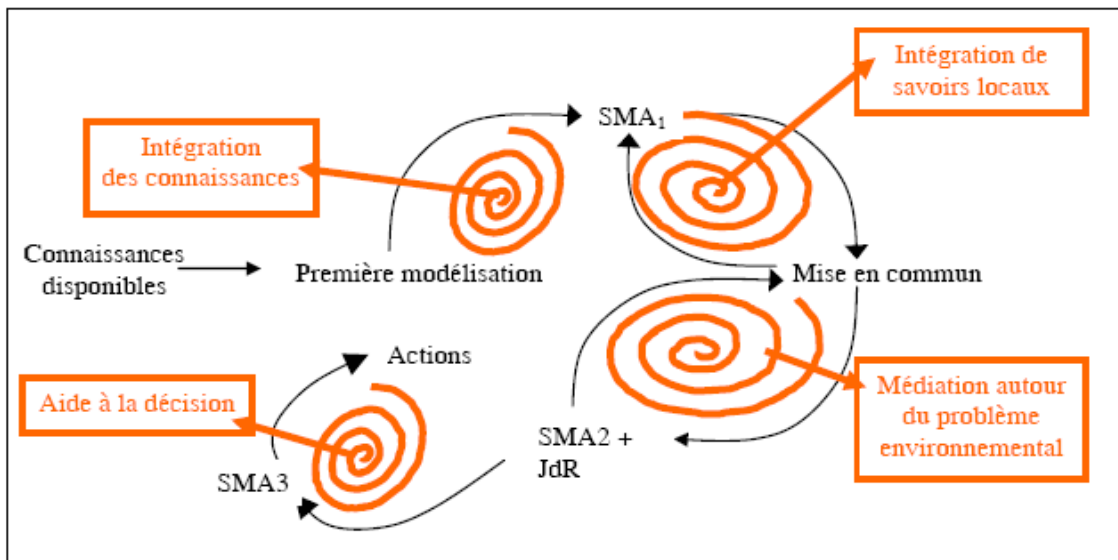 Intégration de
savoirs locaux
SMA₁
Intégration
des connaissances
Connaissances
disponibles
Première modélisation
Mise en commun
Actions
Aide à la décision
Médiation autour
du problème
environnemental
SMA2 +
JdR
SMA3